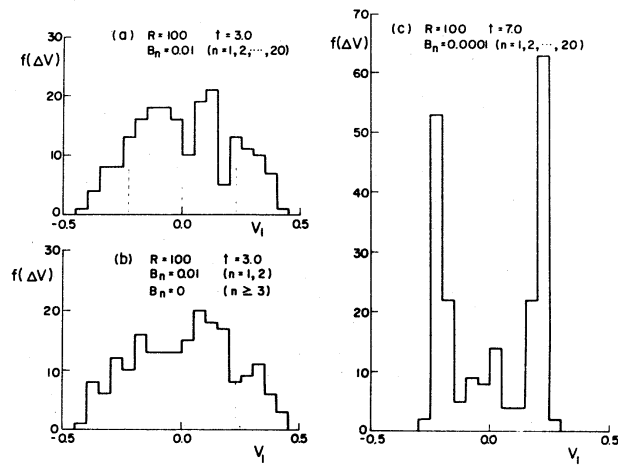 (a) R=100 t=3.0
Bn=0.01 (n=1,2,···,20)
f(ΔV)
30
20
10
0
-0.5
0.0
0.5
V1
(b) R=100 t=3.0
Bn=0.01 (n=1,2)
Bn=0 (n≥3)
f(ΔV)
30
20
10
0
-0.5
0.0
0.5
V1
(c) R=100 t=7.0
Bn=0.0001 (n=1,2,···,20)
f(ΔV)
70
60
50
40
30
20
10
0
-0.5
0.0
0.5
V1